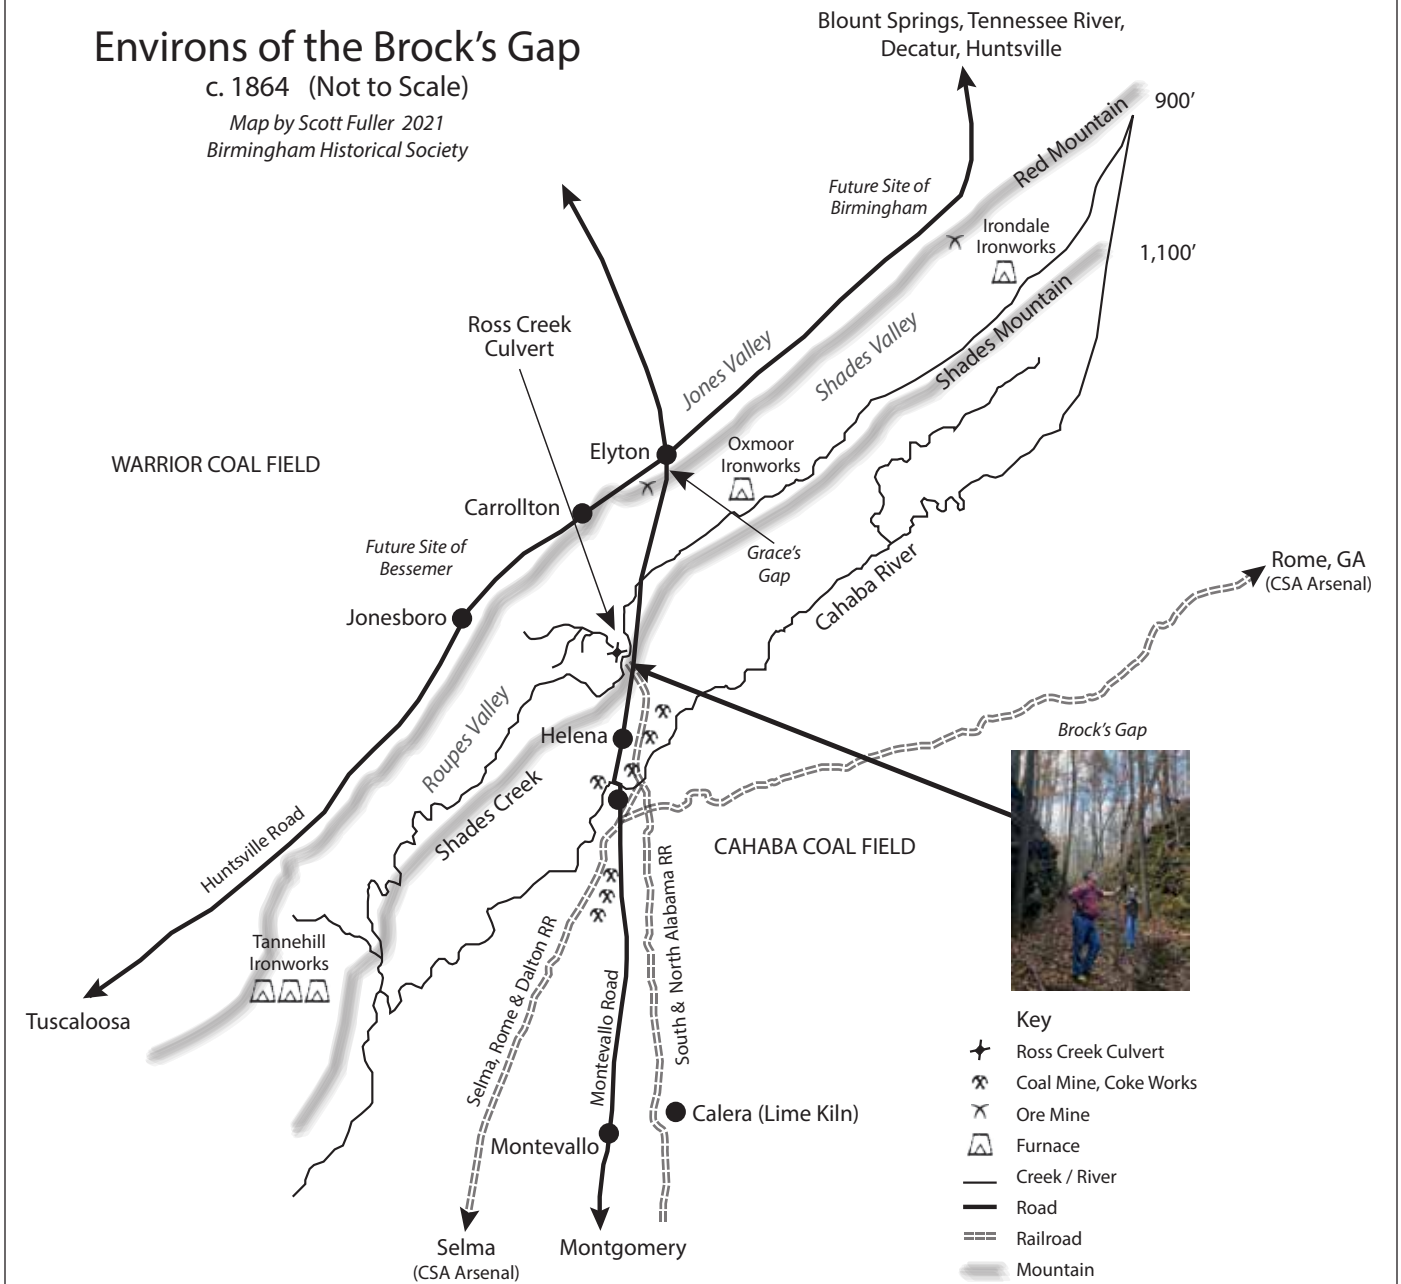 Environs of the Brock's Gap
c. 1864 (Not to Scale)
Map by Scott Fuller 2021
Birmingham Historical Society
Blount Springs, Tennessee River,
Decatur, Huntsville
900'
Red Mountain
Future Site of
Birmingham
Irondale
Ironworks
1,100'
Shades Mountain
Ross Creek
Culvert
Jones Valley
Shades Valley
Elyton
Oxmoor
Ironworks
WARRIOR COAL FIELD
Carrollton
Future Site of
Bessemer
Grace's
Gap
Rome, GA
(CSA Arsenal)
Cahaba River
Jonesboro
Roupes Valley
Helena
Brock's Gap
Shades Creek
Huntsville Road
CAHABA COAL FIELD
Tannehill
Ironworks
Tuscaloosa
Selma, Rome & Dalton RR
Montevallo Road
South & North Alabama RR
Calera (Lime Kiln)
Montevallo
Selma
(CSA Arsenal)
Montgomery
Key
Ross Creek Culvert
Coal Mine, Coke Works
Ore Mine
Furnace
Creek / River
Road
Railroad
Mountain